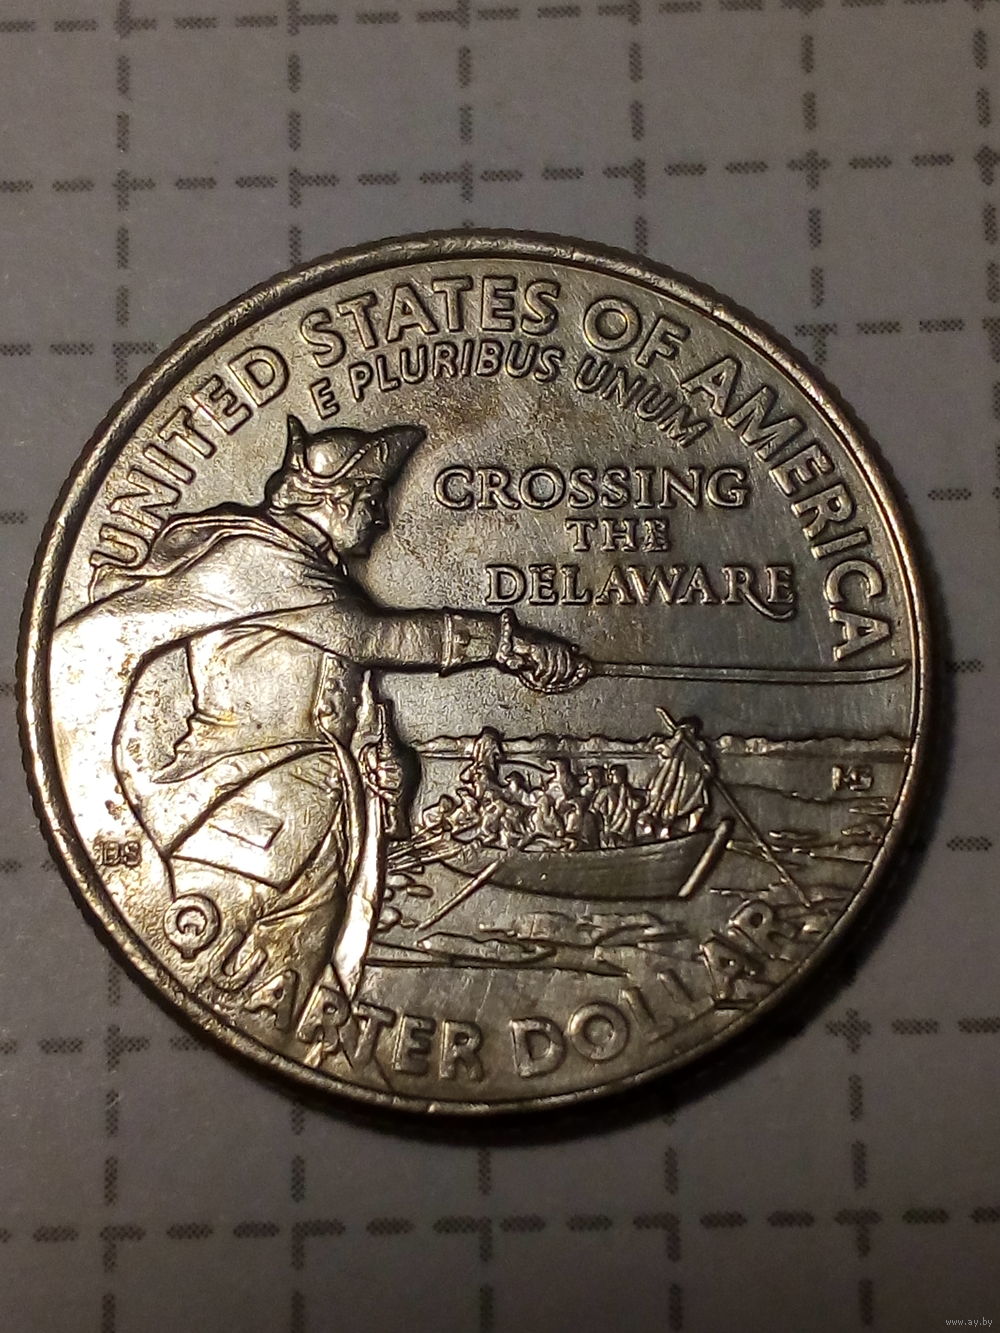 UNITED STATES OF AMERICA
E PLURIBUS UNUM
CROSSING
THE
DELAWARE
BS
QUARTER DOLLAR
www.ay.by